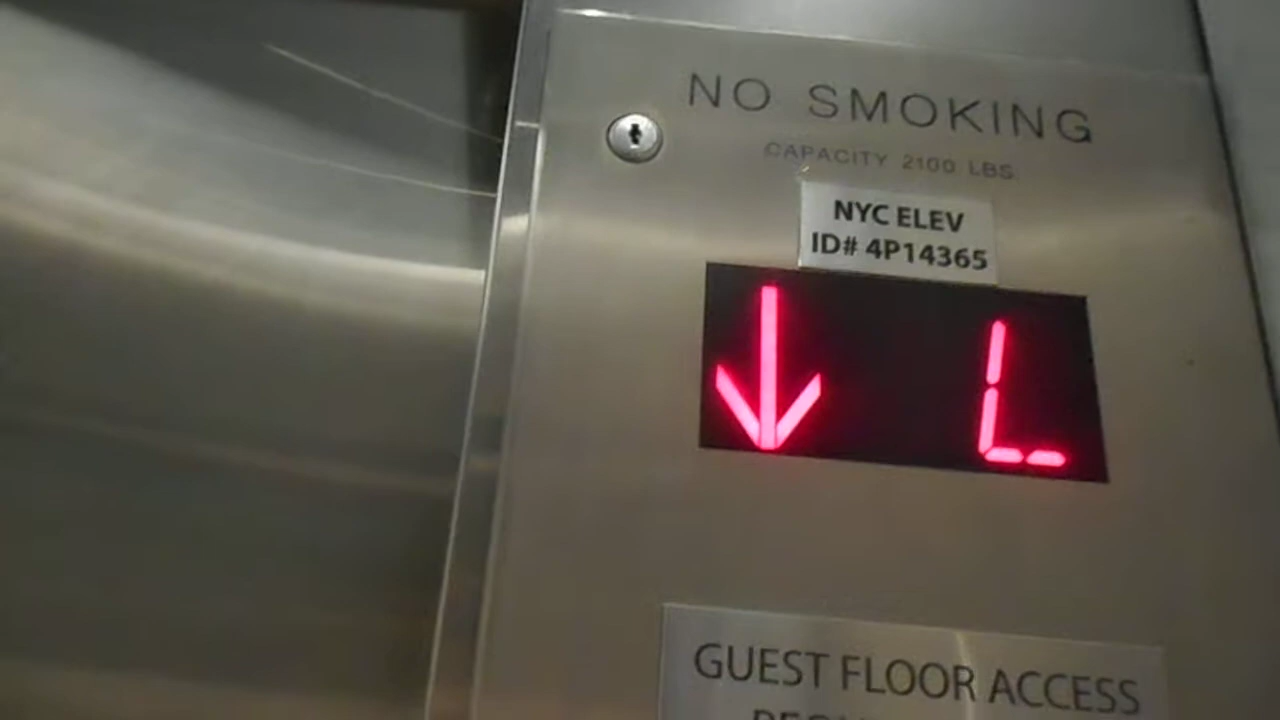 NO SMOKING
CAPACITY 2100 LBS.
NYC ELEV
ID# 4P14365
↓ L
GUEST FLOOR ACCESS